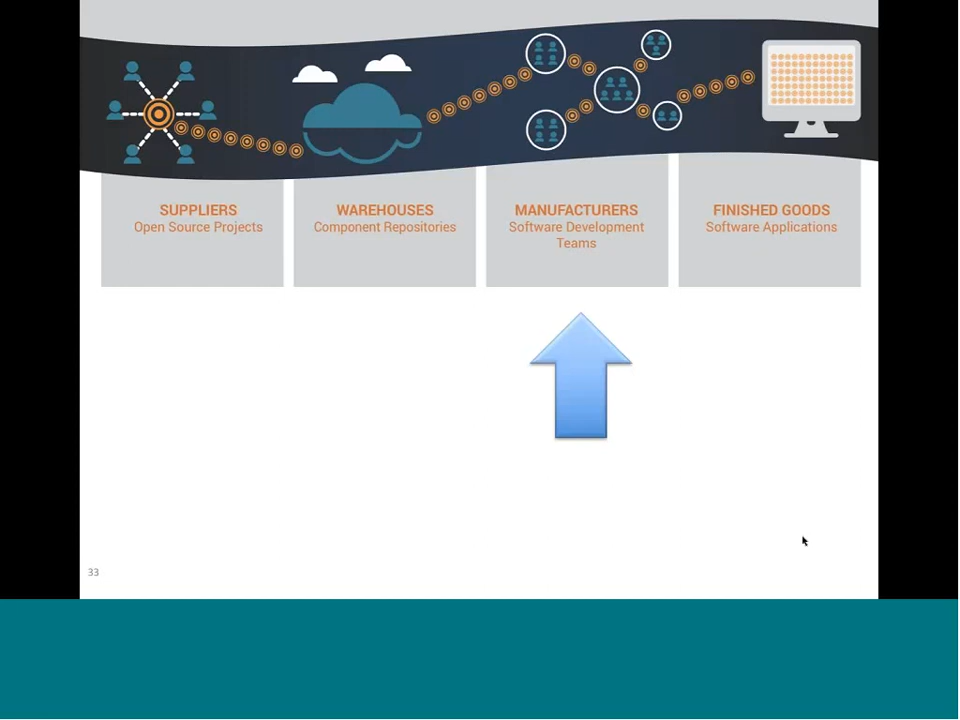 SUPPLIERS
Open Source Projects
WAREHOUSES
Component Repositories
MANUFACTURERS
Software Development
Teams
FINISHED GOODS
Software Applications
33